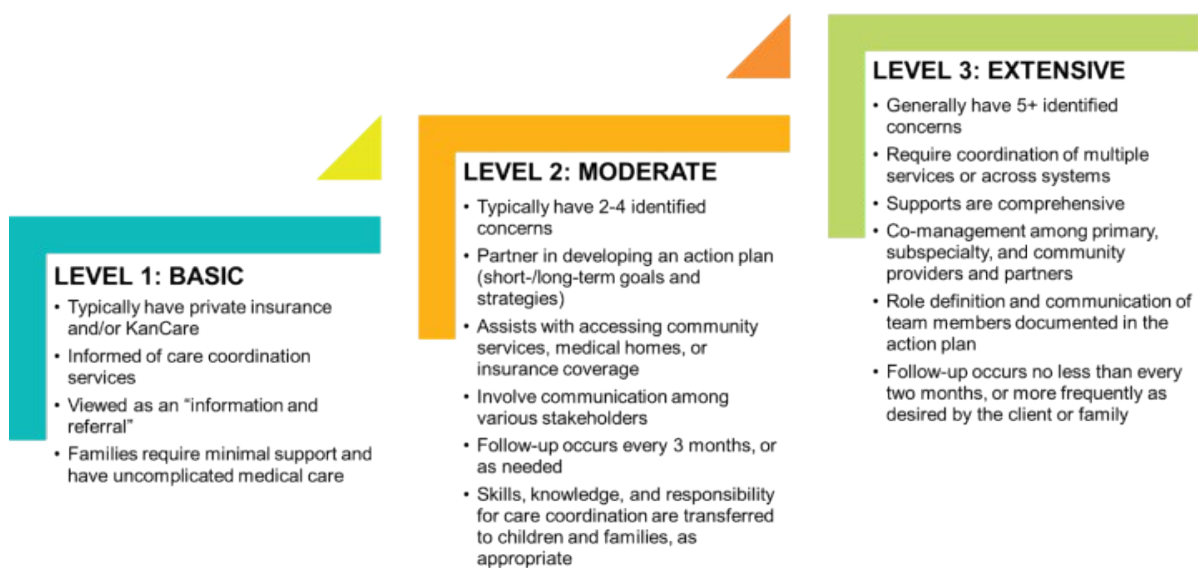 LEVEL 1: BASIC
• Typically have private insurance
and/or KanCare
• Informed of care coordination
services
• Viewed as an “information and
referral”
• Families require minimal support and
have uncomplicated medical care
LEVEL 2: MODERATE
• Typically have 2-4 identified
concerns
• Partner in developing an action plan
(short-/long-term goals and
strategies)
• Assists with accessing community
services, medical homes, or
insurance coverage
• Involve communication among
various stakeholders
• Follow-up occurs every 3 months, or
as needed
• Skills, knowledge, and responsibility
for care coordination are transferred
to children and families, as
appropriate
LEVEL 3: EXTENSIVE
• Generally have 5+ identified
concerns
• Require coordination of multiple
services or across systems
• Supports are comprehensive
• Co-management among primary,
subspecialty, and community
providers and partners
• Role definition and communication of
team members documented in the
action plan
• Follow-up occurs no less than every
two months, or more frequently as
desired by the client or family